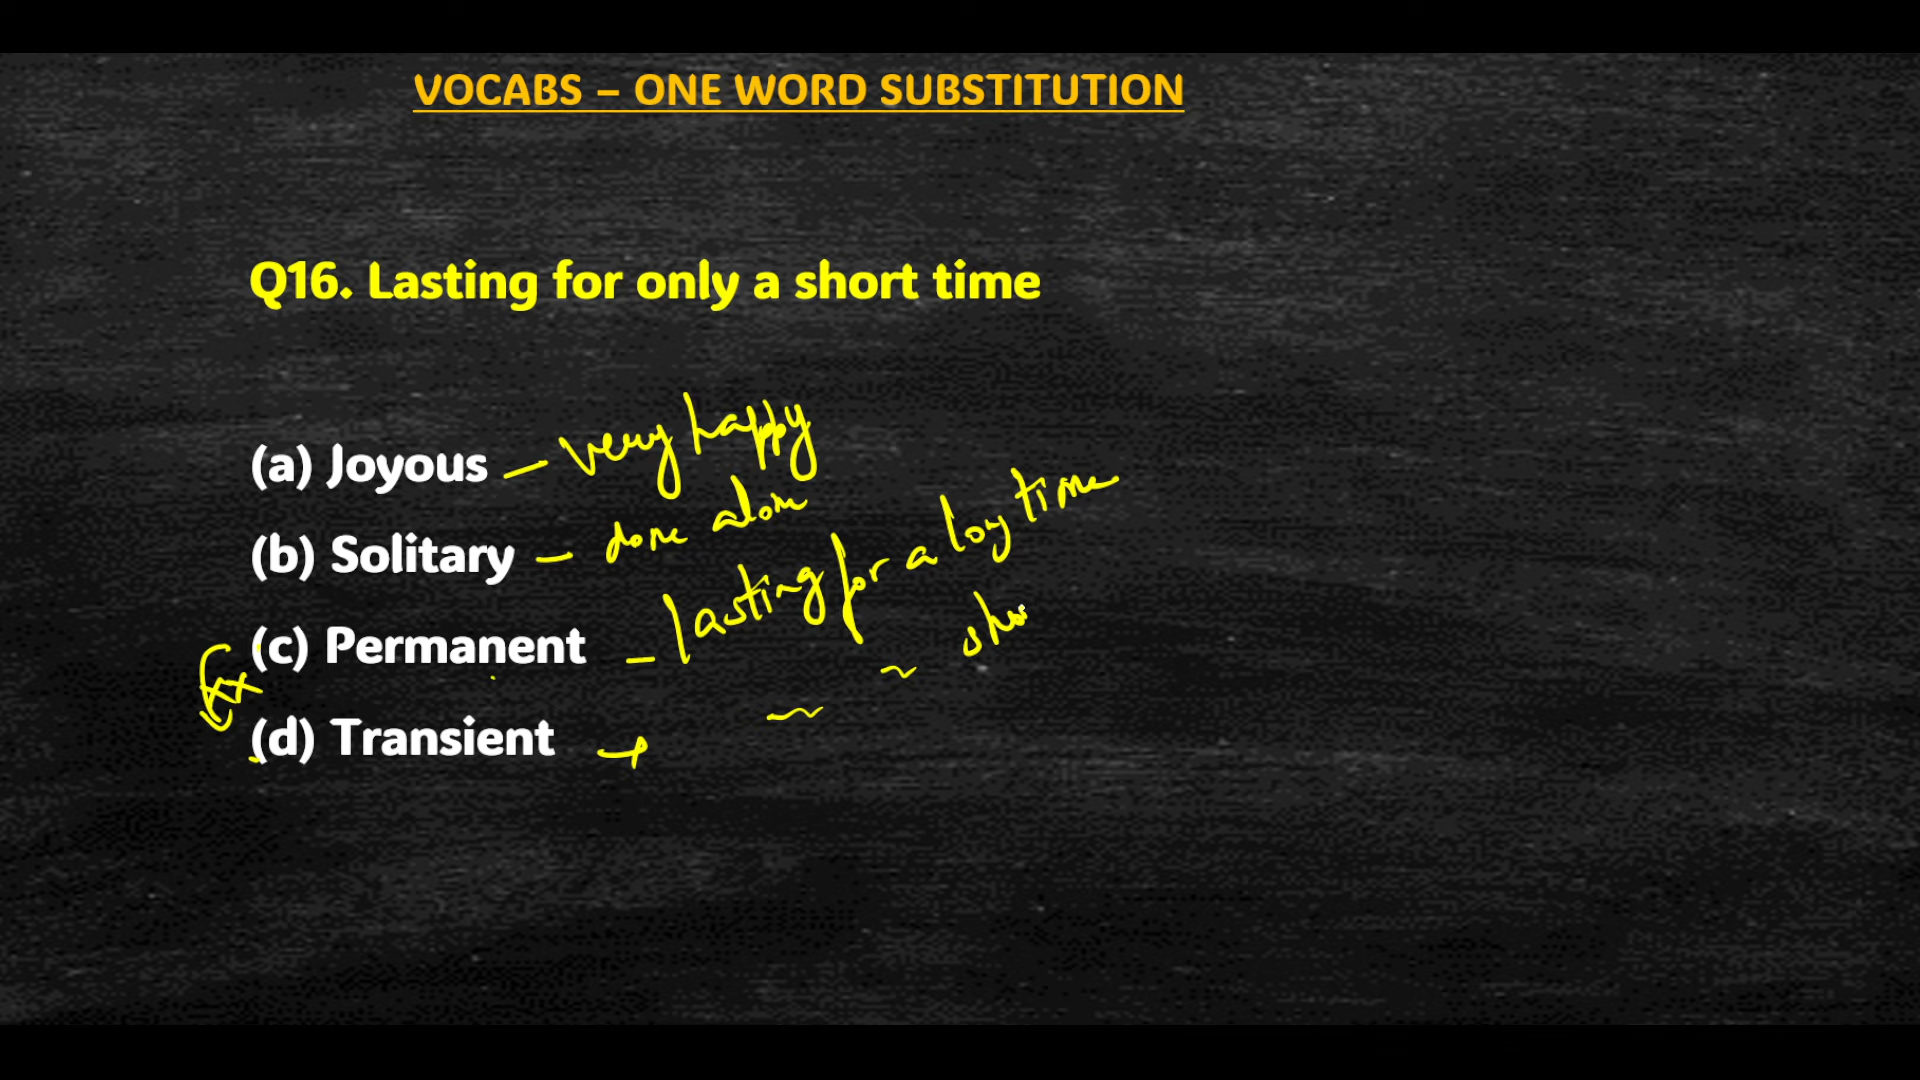 VOCABS – ONE WORD SUBSTITUTION
Q16. Lasting for only a short time
(a) Joyous – very happy
(b) Solitary – done alone
(c) Permanent – lasting for a long time
~ ~ sho
(d) Transient –